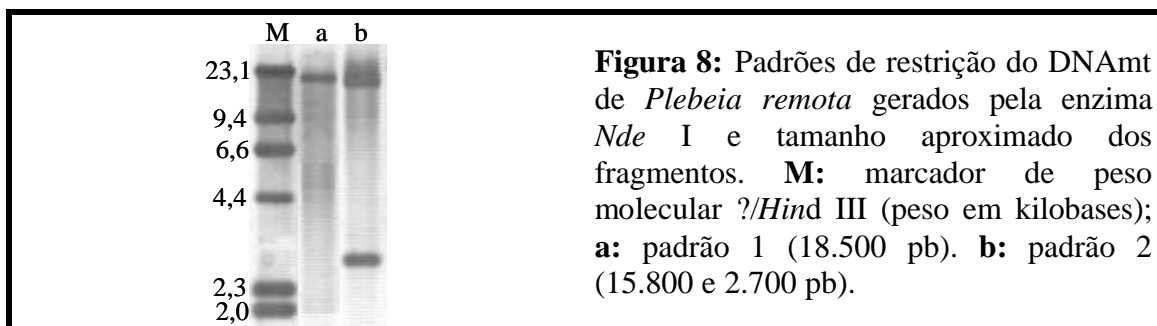 M a b
23,1
9,4
6,6
4,4
2,3
2,0
Figura 8: Padrões de restrição do DNAmt
de Plebeia remota gerados pela enzima
Nde I e tamanho aproximado dos
fragmentos. M: marcador de peso
molecular ?/Hind III (peso em kilobases);
a: padrão 1 (18.500 pb). b: padrão 2
(15.800 e 2.700 pb).